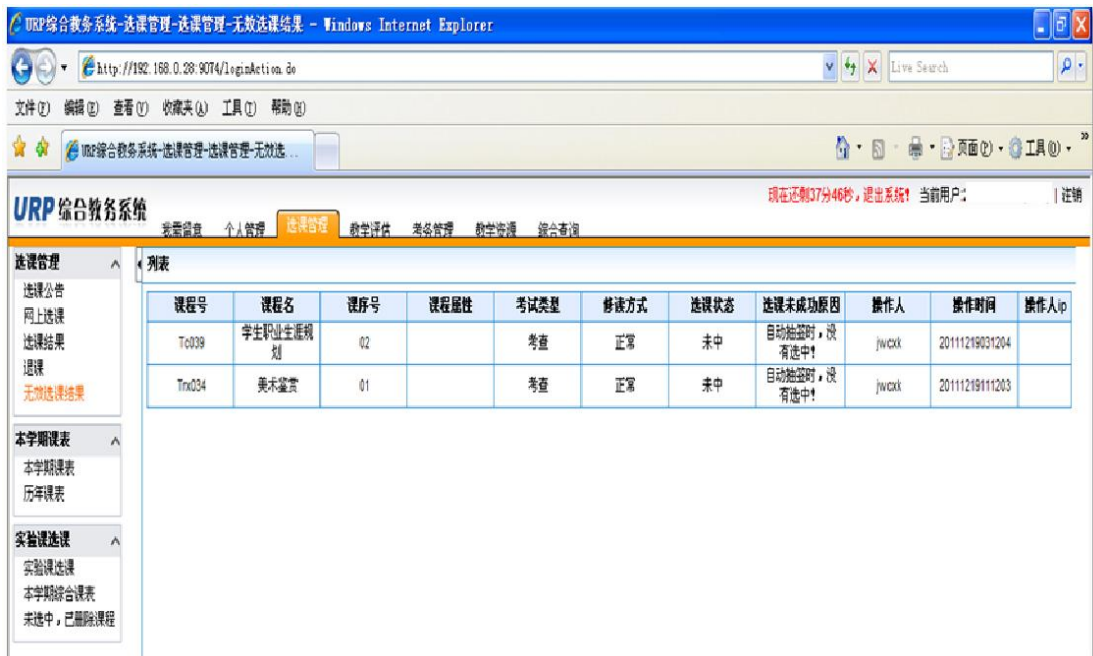 URP综合教务系统-选课管理-选课管理-无效选课结果 - Windows Internet Explorer
http://192.168.0.28:9074/loginAction.do
Live Search
文件(F) 编辑(E) 查看(V) 收藏夹(A) 工具(T) 帮助(H)
URP综合教务系统-选课管理-选课管理-无效选... 页面(P) 工具(O)
现在还剩37分46秒,退出系统! 当前用户: | 注销
URP 综合教务系统
我需留意 个人管理 选课管理 教学评估 考务管理 教学资源 综合查询
选课管理
选课公告
网上选课
选课结果
退课
无效选课结果
本学期课表
本学期课表
历年课表
实验课选课
实验课选课
本学期综合课表
未选中,已删除课程
列表
课程号 课程名 课序号 课程属性 考试类型 修读方式 选课状态 选课未成功原因 操作人 操作时间 操作人ip
Tc039 学生职业生涯规划 02 考查 正常 未中 自动抽签时,没有选中! jwcxk 20111219031204
Tnx034 美术鉴赏 01 考查 正常 未中 自动抽签时,没有选中! jwcxk 20111219111203